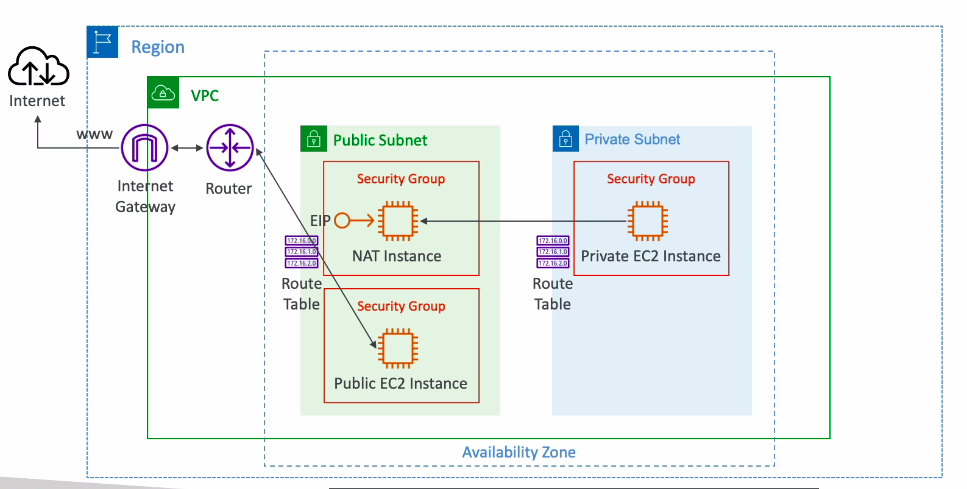 Region
Internet
VPC
www
Internet
Gateway
Router
Public Subnet
Security Group
EIP
NAT Instance
172.16.0.0
172.16.1.0
172.16.2.0
Route
Table
Security Group
Public EC2 Instance
Private Subnet
Security Group
Private EC2 Instance
172.16.0.0
172.16.1.0
172.16.2.0
Route
Table
Availability Zone